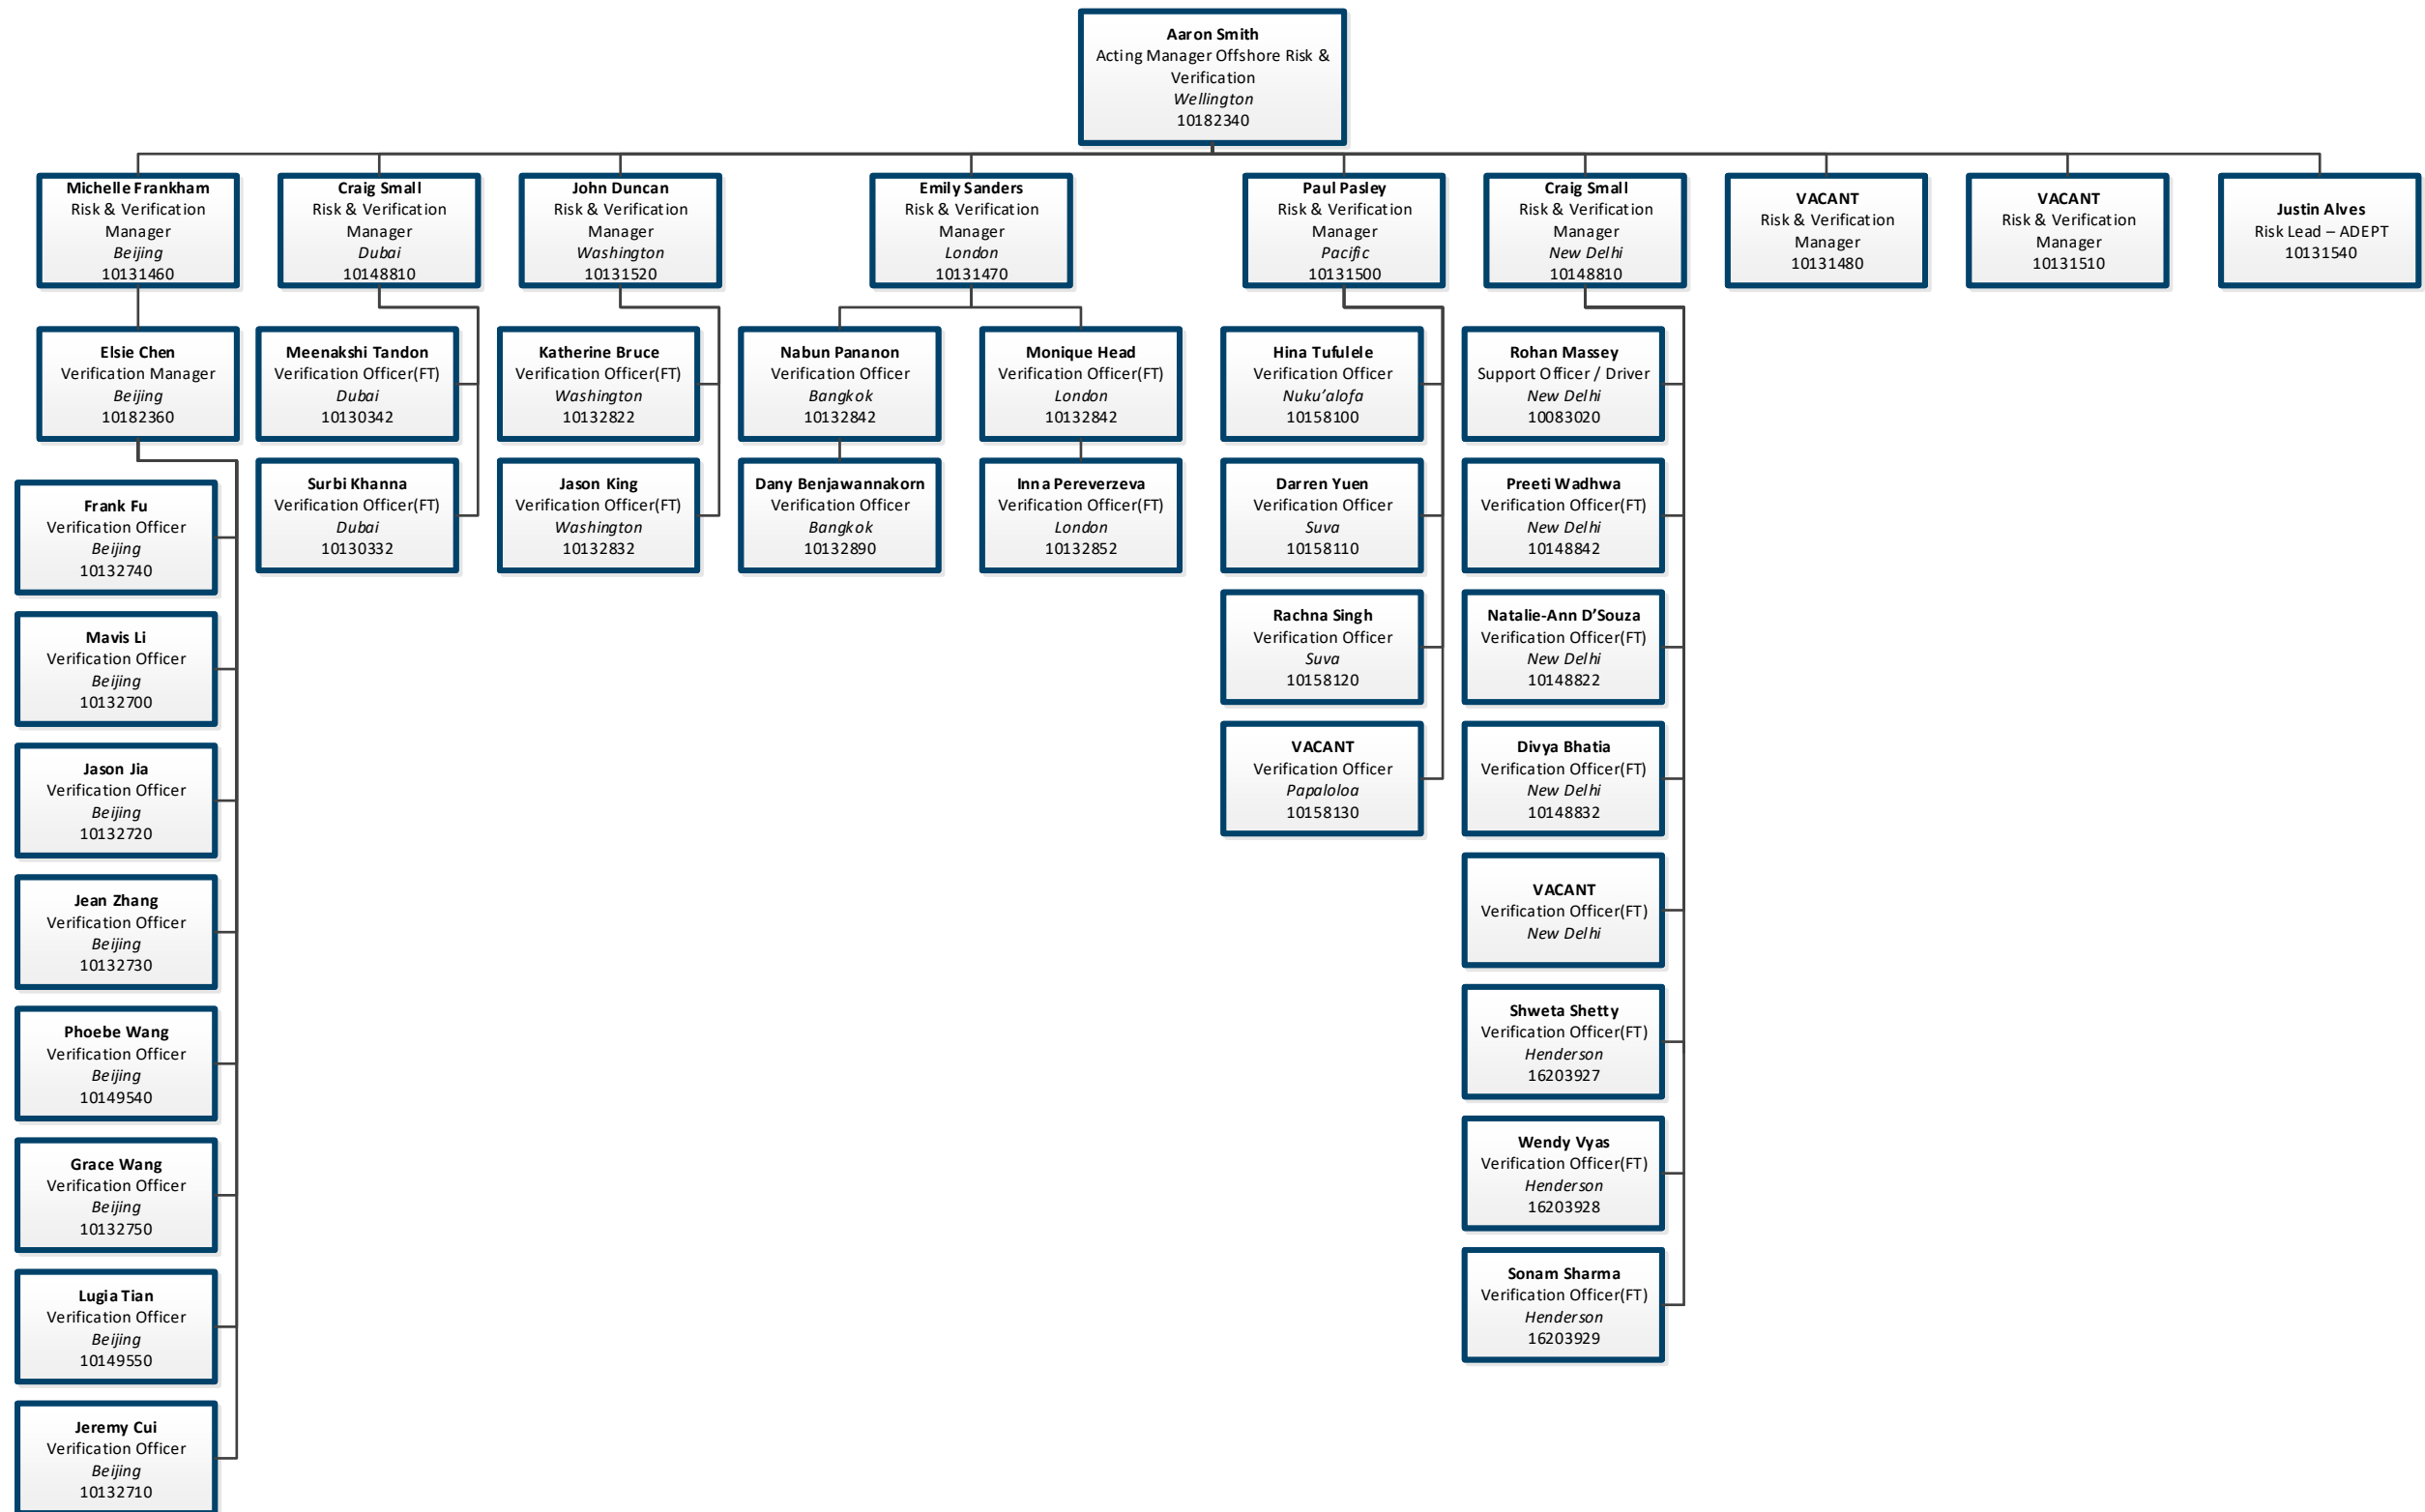 Aaron Smith
Acting Manager Offshore Risk &
Verification
Wellington
10182340
Michelle Frankham
Risk & Verification
Manager
Beijing
10131460
Craig Small
Risk & Verification
Manager
Dubai
10148810
John Duncan
Risk & Verification
Manager
Washington
10131520
Emily Sanders
Risk & Verification
Manager
London
10131470
Paul Pasley
Risk & Verification
Manager
Pacific
10131500
Craig Small
Risk & Verification
Manager
New Delhi
10148810
VACANT
Risk & Verification
Manager
10131480
VACANT
Risk & Verification
Manager
10131510
Justin Alves
Risk Lead – ADEPT
10131540
Elsie Chen
Verification Manager
Beijing
10182360
Frank Fu
Verification Officer
Beijing
10132740
Mavis Li
Verification Officer
Beijing
10132700
Jason Jia
Verification Officer
Beijing
10132720
Jean Zhang
Verification Officer
Beijing
10132730
Phoebe Wang
Verification Officer
Beijing
10149540
Grace Wang
Verification Officer
Beijing
10132750
Lugia Tian
Verification Officer
Beijing
10149550
Jeremy Cui
Verification Officer
Beijing
10132710
Meenakshi Tandon
Verification Officer(FT)
Dubai
10130342
Surbi Khanna
Verification Officer(FT)
Dubai
10130332
Katherine Bruce
Verification Officer(FT)
Washington
10132822
Jason King
Verification Officer(FT)
Washington
10132832
Nabun Pananon
Verification Officer
Bangkok
10132842
Dany Benjawannakorn
Verification Officer
Bangkok
10132890
Monique Head
Verification Officer(FT)
London
10132842
Inna Pereverzeva
Verification Officer(FT)
London
10132852
Hina Tufulele
Verification Officer
Nuku’alofa
10158100
Darren Yuen
Verification Officer
Suva
10158110
Rachna Singh
Verification Officer
Suva
10158120
VACANT
Verification Officer
Papaloloa
10158130
Rohan Massey
Support Officer / Driver
New Delhi
10083020
Preeti Wadhwa
Verification Officer(FT)
New Delhi
10148842
Natalie-Ann D’Souza
Verification Officer(FT)
New Delhi
10148822
Divya Bhatia
Verification Officer(FT)
New Delhi
10148832
VACANT
Verification Officer(FT)
New Delhi
Shweta Shetty
Verification Officer(FT)
Henderson
16203927
Wendy Vyas
Verification Officer(FT)
Henderson
16203928
Sonam Sharma
Verification Officer(FT)
Henderson
16203929